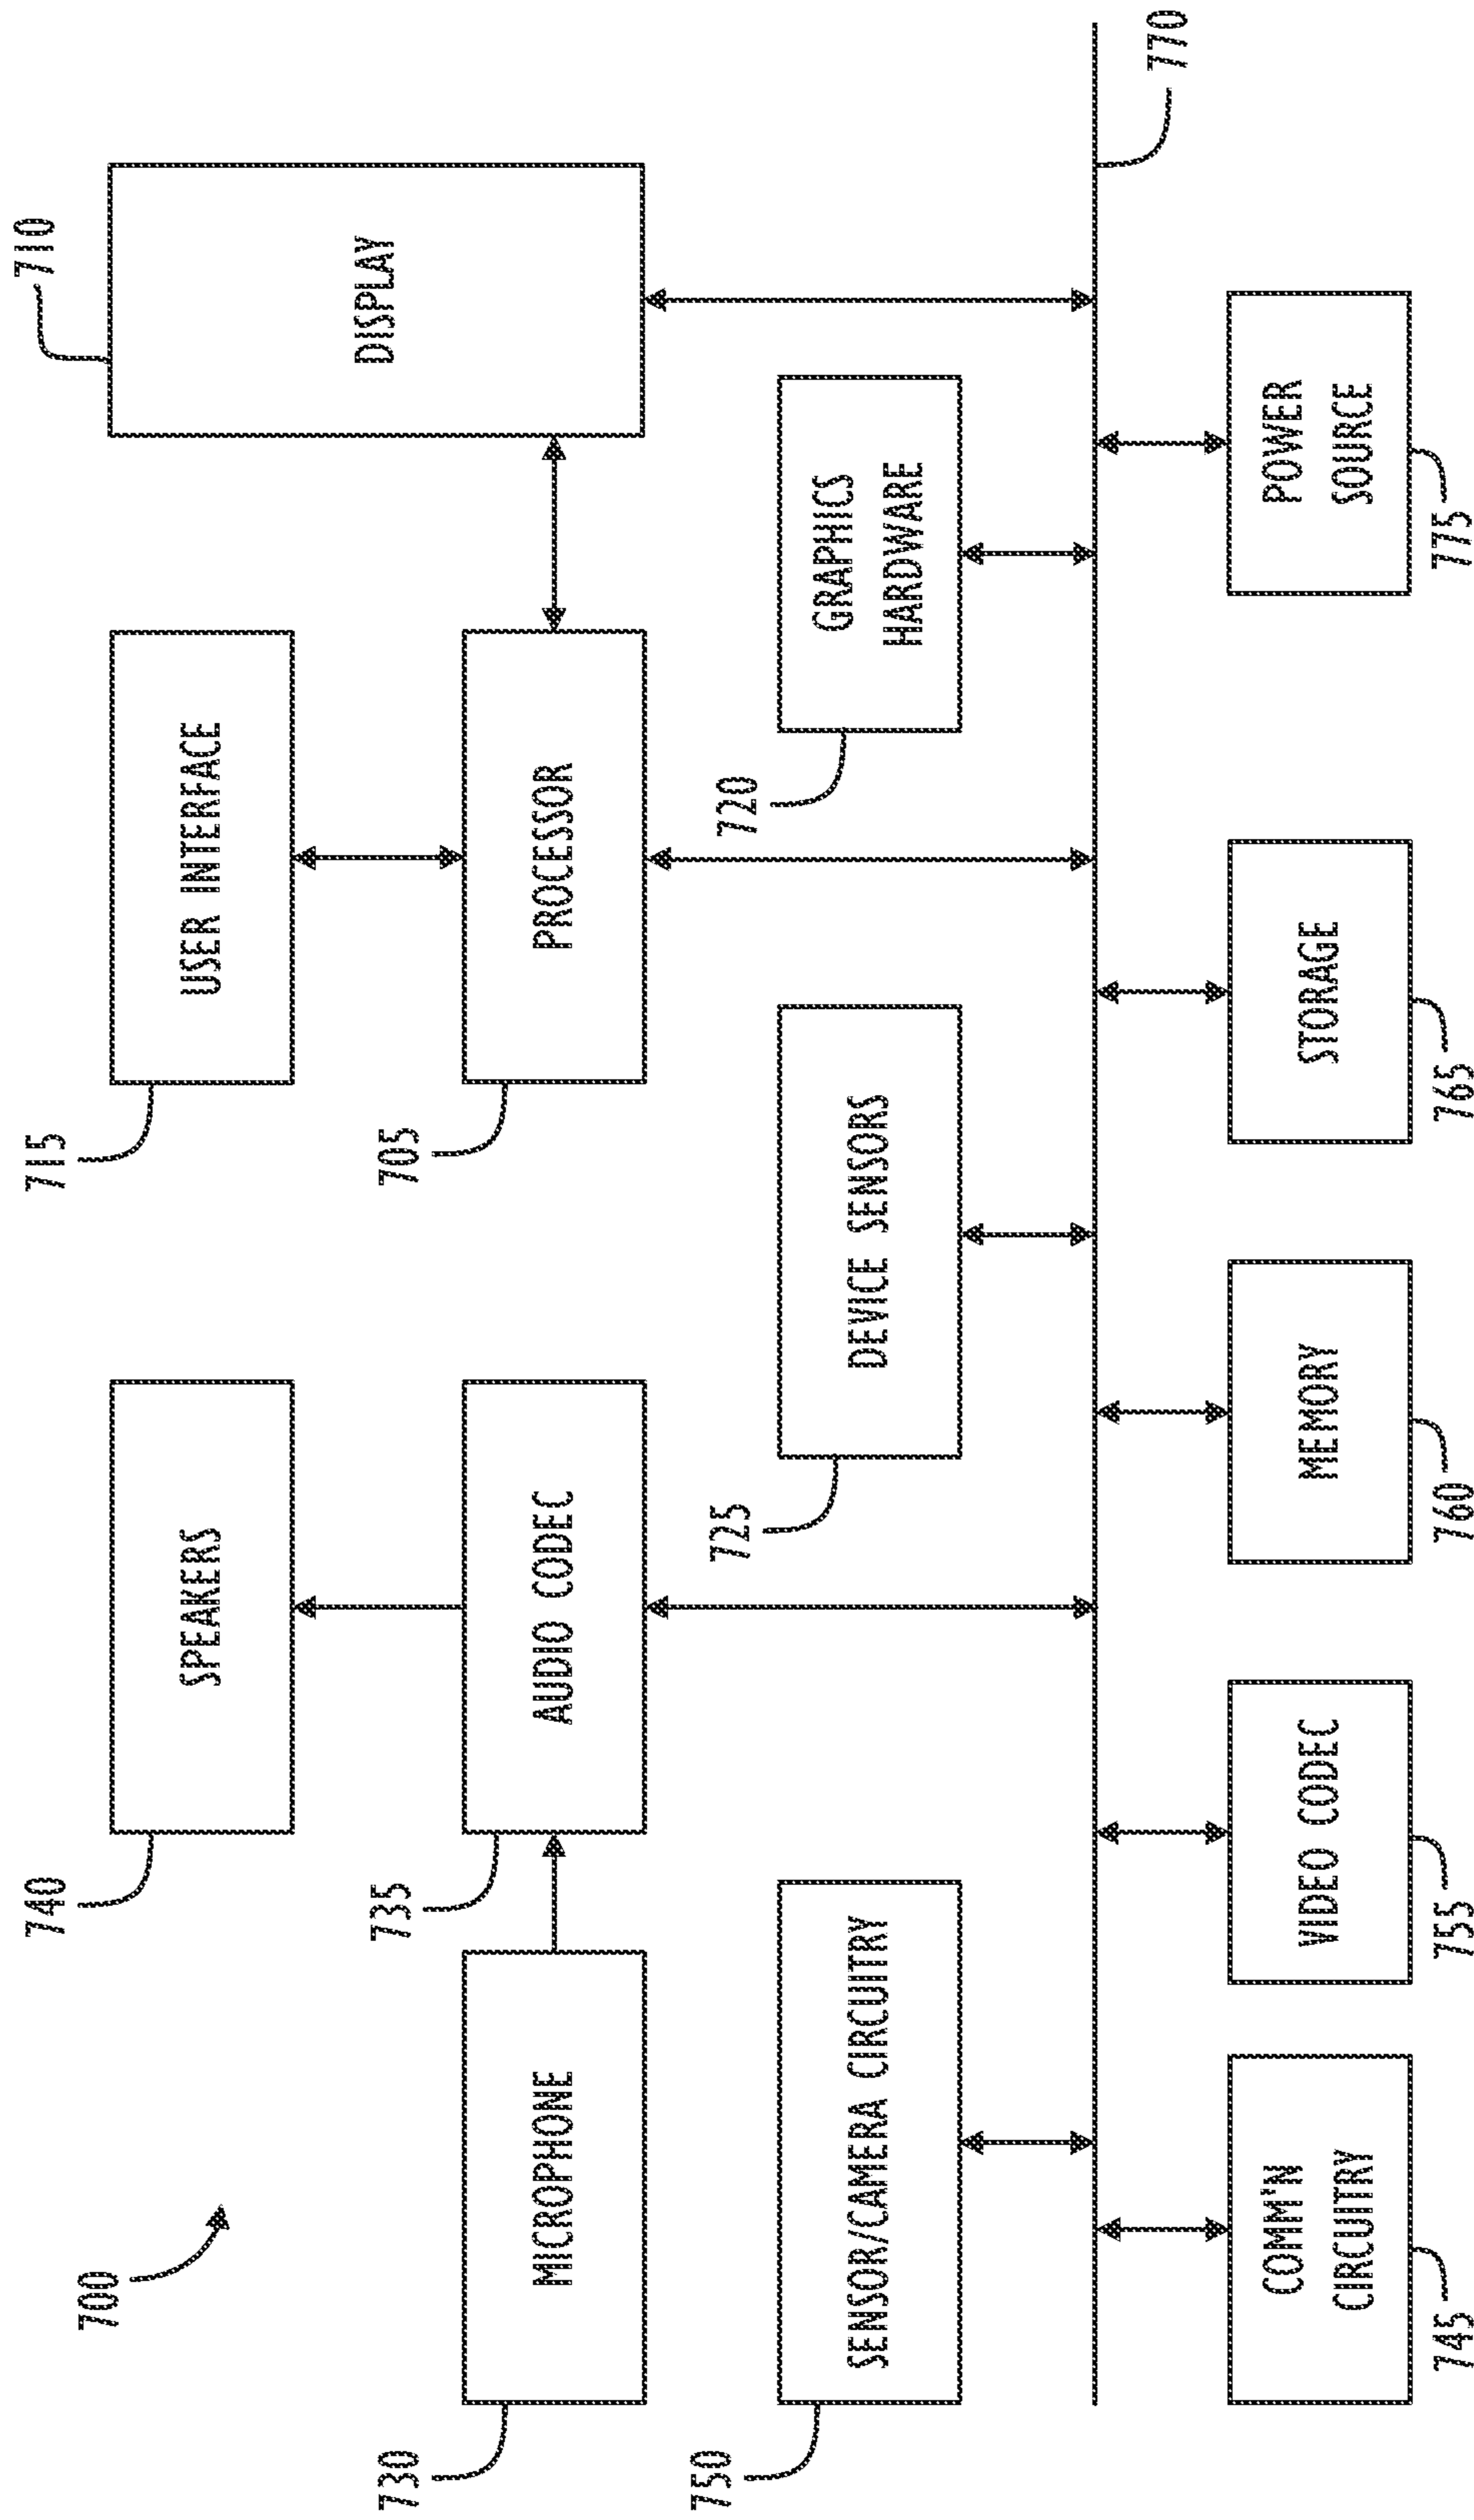 700
740
SPEAKERS
715
USER INTERFACE
710
DISPLAY
730
MICROPHONE
735
AUDIO CODEC
705
PROCESSOR
750
SENSOR/CAMERA CIRCUITRY
725
DEVICE SENSORS
720
GRAPHICS
HARDWARE
770
COMM'N
CIRCUITRY
745
VIDEO CODEC
755
MEMORY
760
STORAGE
765
POWER
SOURCE
775